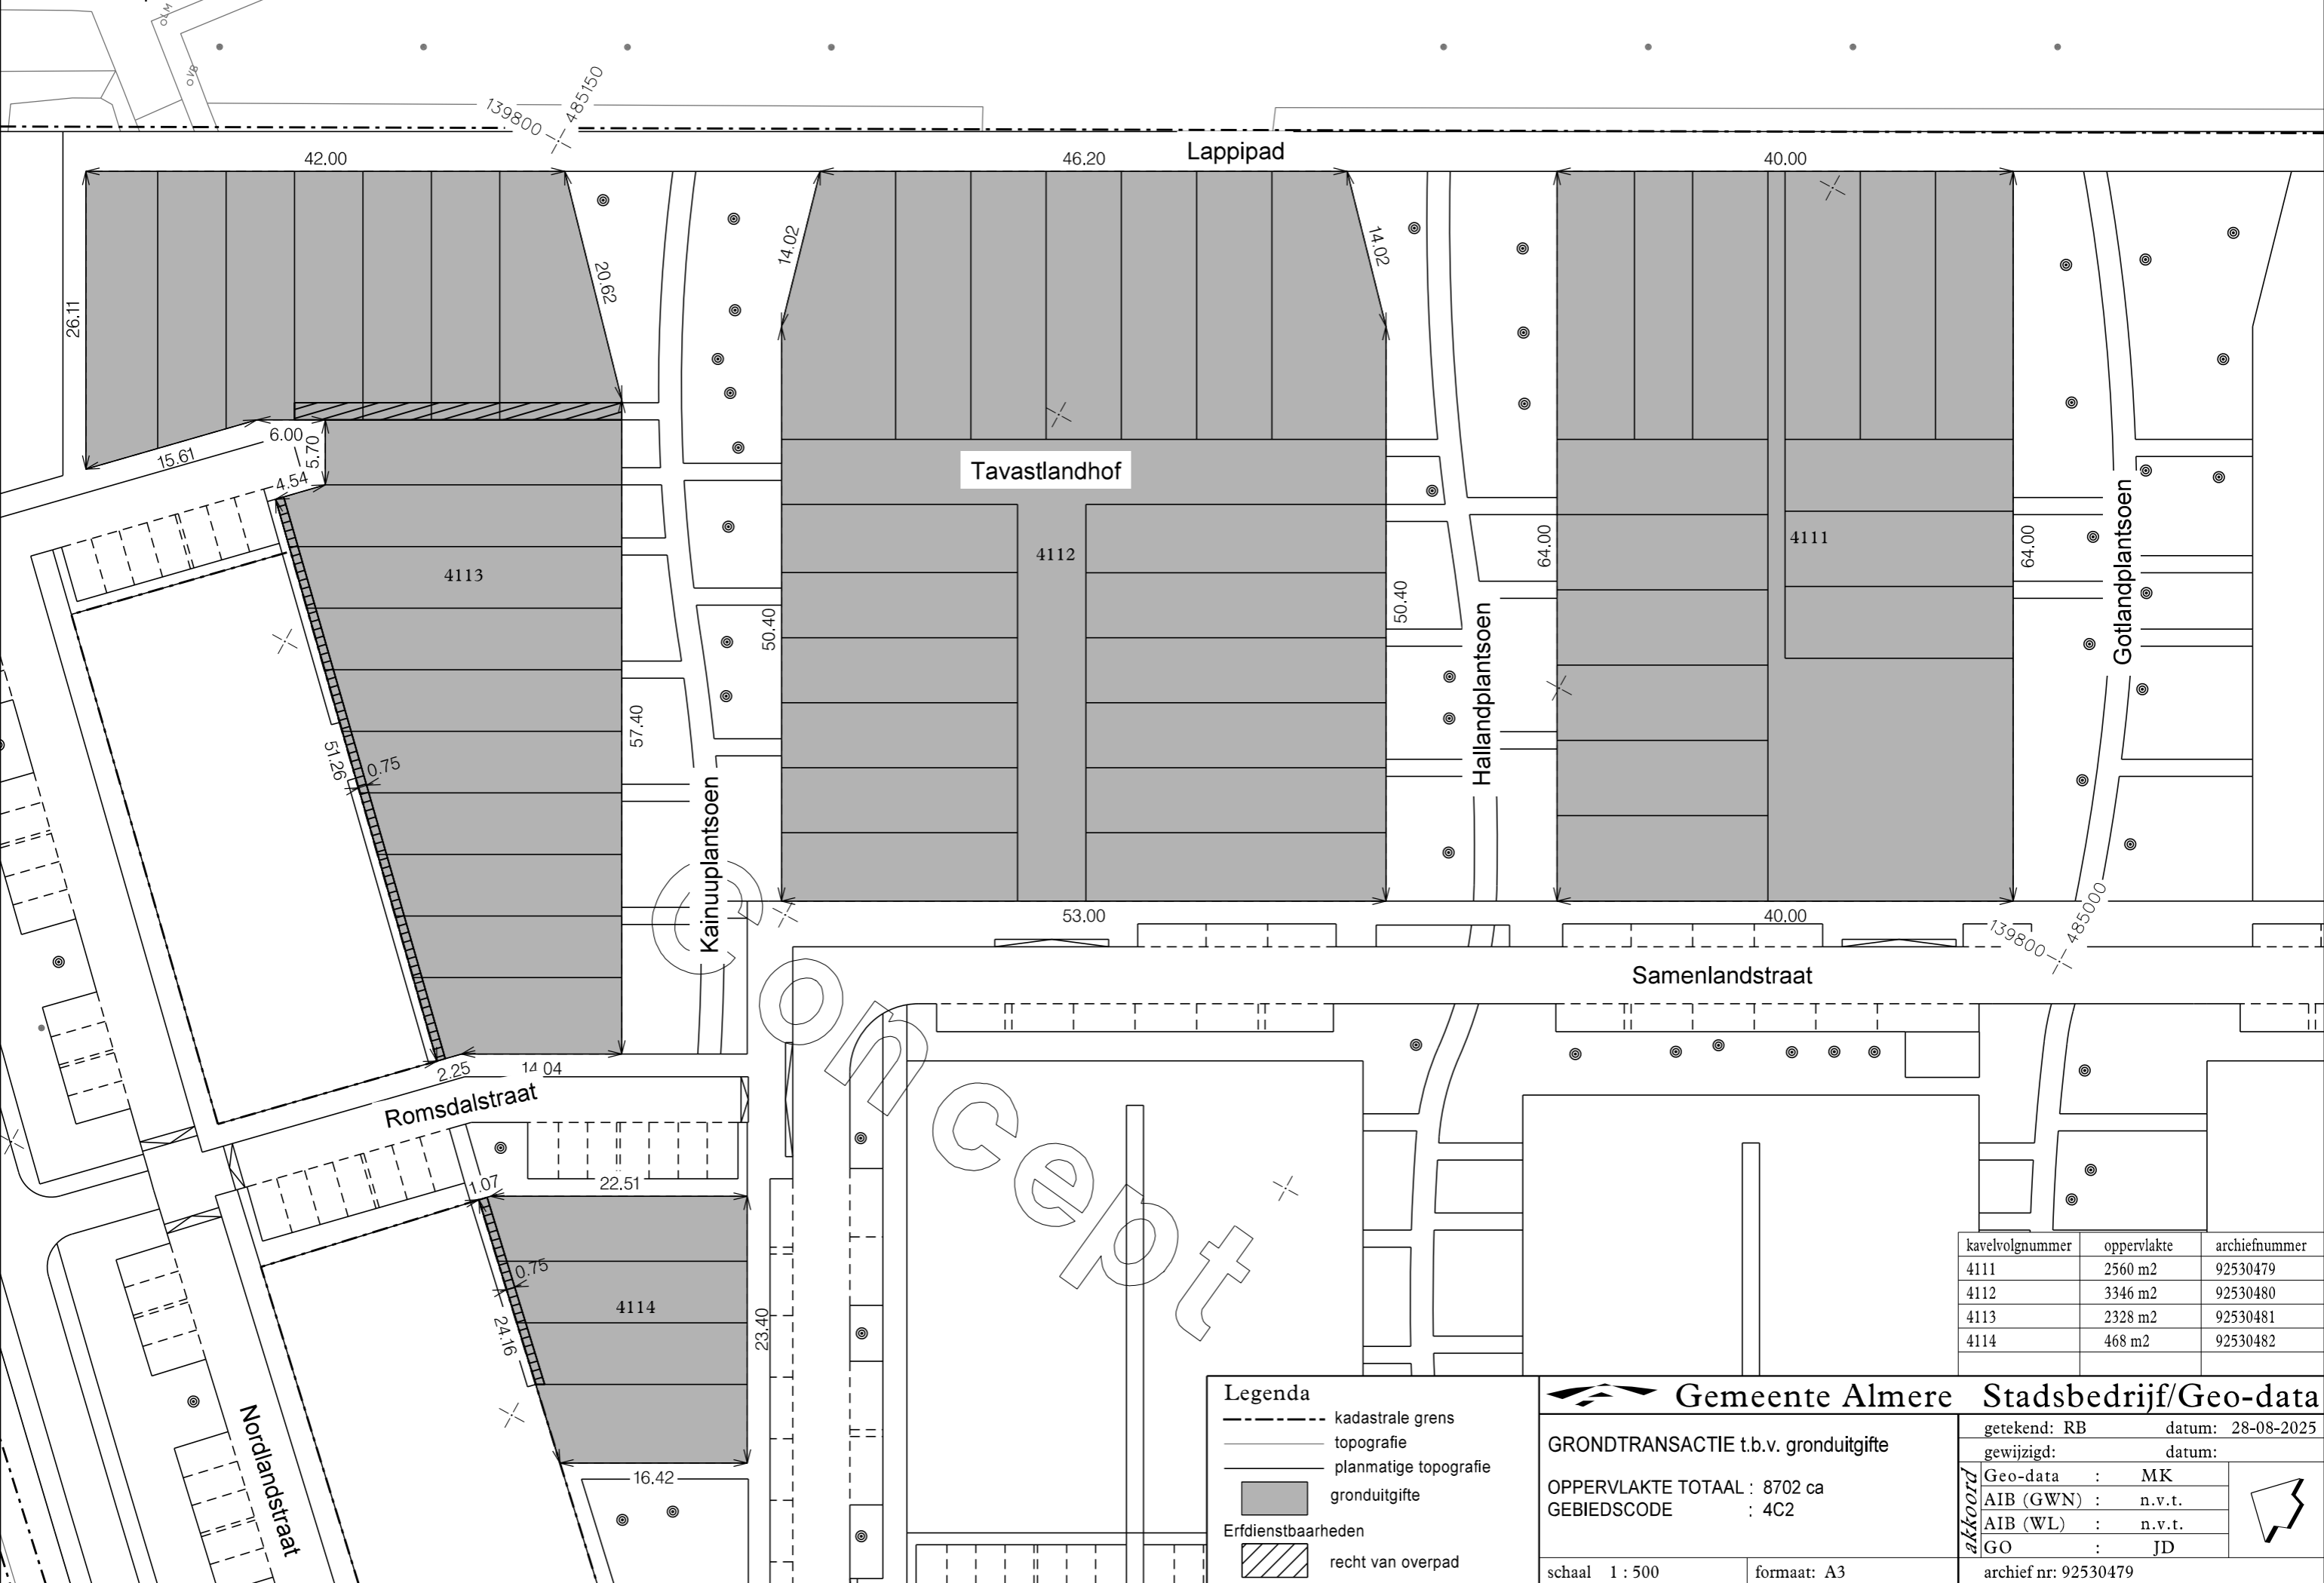 LM
VB
139800
485150
Lappipad
42.00
46.20
40.00
26.11
20.62
14.02
14.02
6.00
5.70
15.61
4.54
Tavastlandhof
4113
4112
4111
64.00
64.00
50.40
50.40
57.40
51.26
0.75
Kainuuplantsoen
Hallandplantsoen
Gotlandplantsoen
53.00
40.00
139800
485000
Samenlandstraat
2.25
14.04
Romsdalstraat
Concept
1.07
22.51
0.75
4114
24.16
23.40
16.42
Nordlandstraat
kavelvolgnummer oppervlakte archiefnummer
4111 2560 m2 92530479
4112 3346 m2 92530480
4113 2328 m2 92530481
4114 468 m2 92530482
Legenda
kadastrale grens
topografie
planmatige topografie
gronduitgifte
Erfdienstbaarheden
recht van overpad
Gemeente Almere Stadsbedrijf/Geo-data
GRONDTRANSACTIE t.b.v. gronduitgifte
OPPERVLAKTE TOTAAL : 8702 ca
GEBIEDSCODE : 4C2
schaal 1 : 500 formaat: A3
getekend: RB datum: 28-08-2025
gewijzigd: datum:
akkoord
Geo-data : MK
AIB (GWN) : n.v.t.
AIB (WL) : n.v.t.
GO : JD
archief nr: 92530479